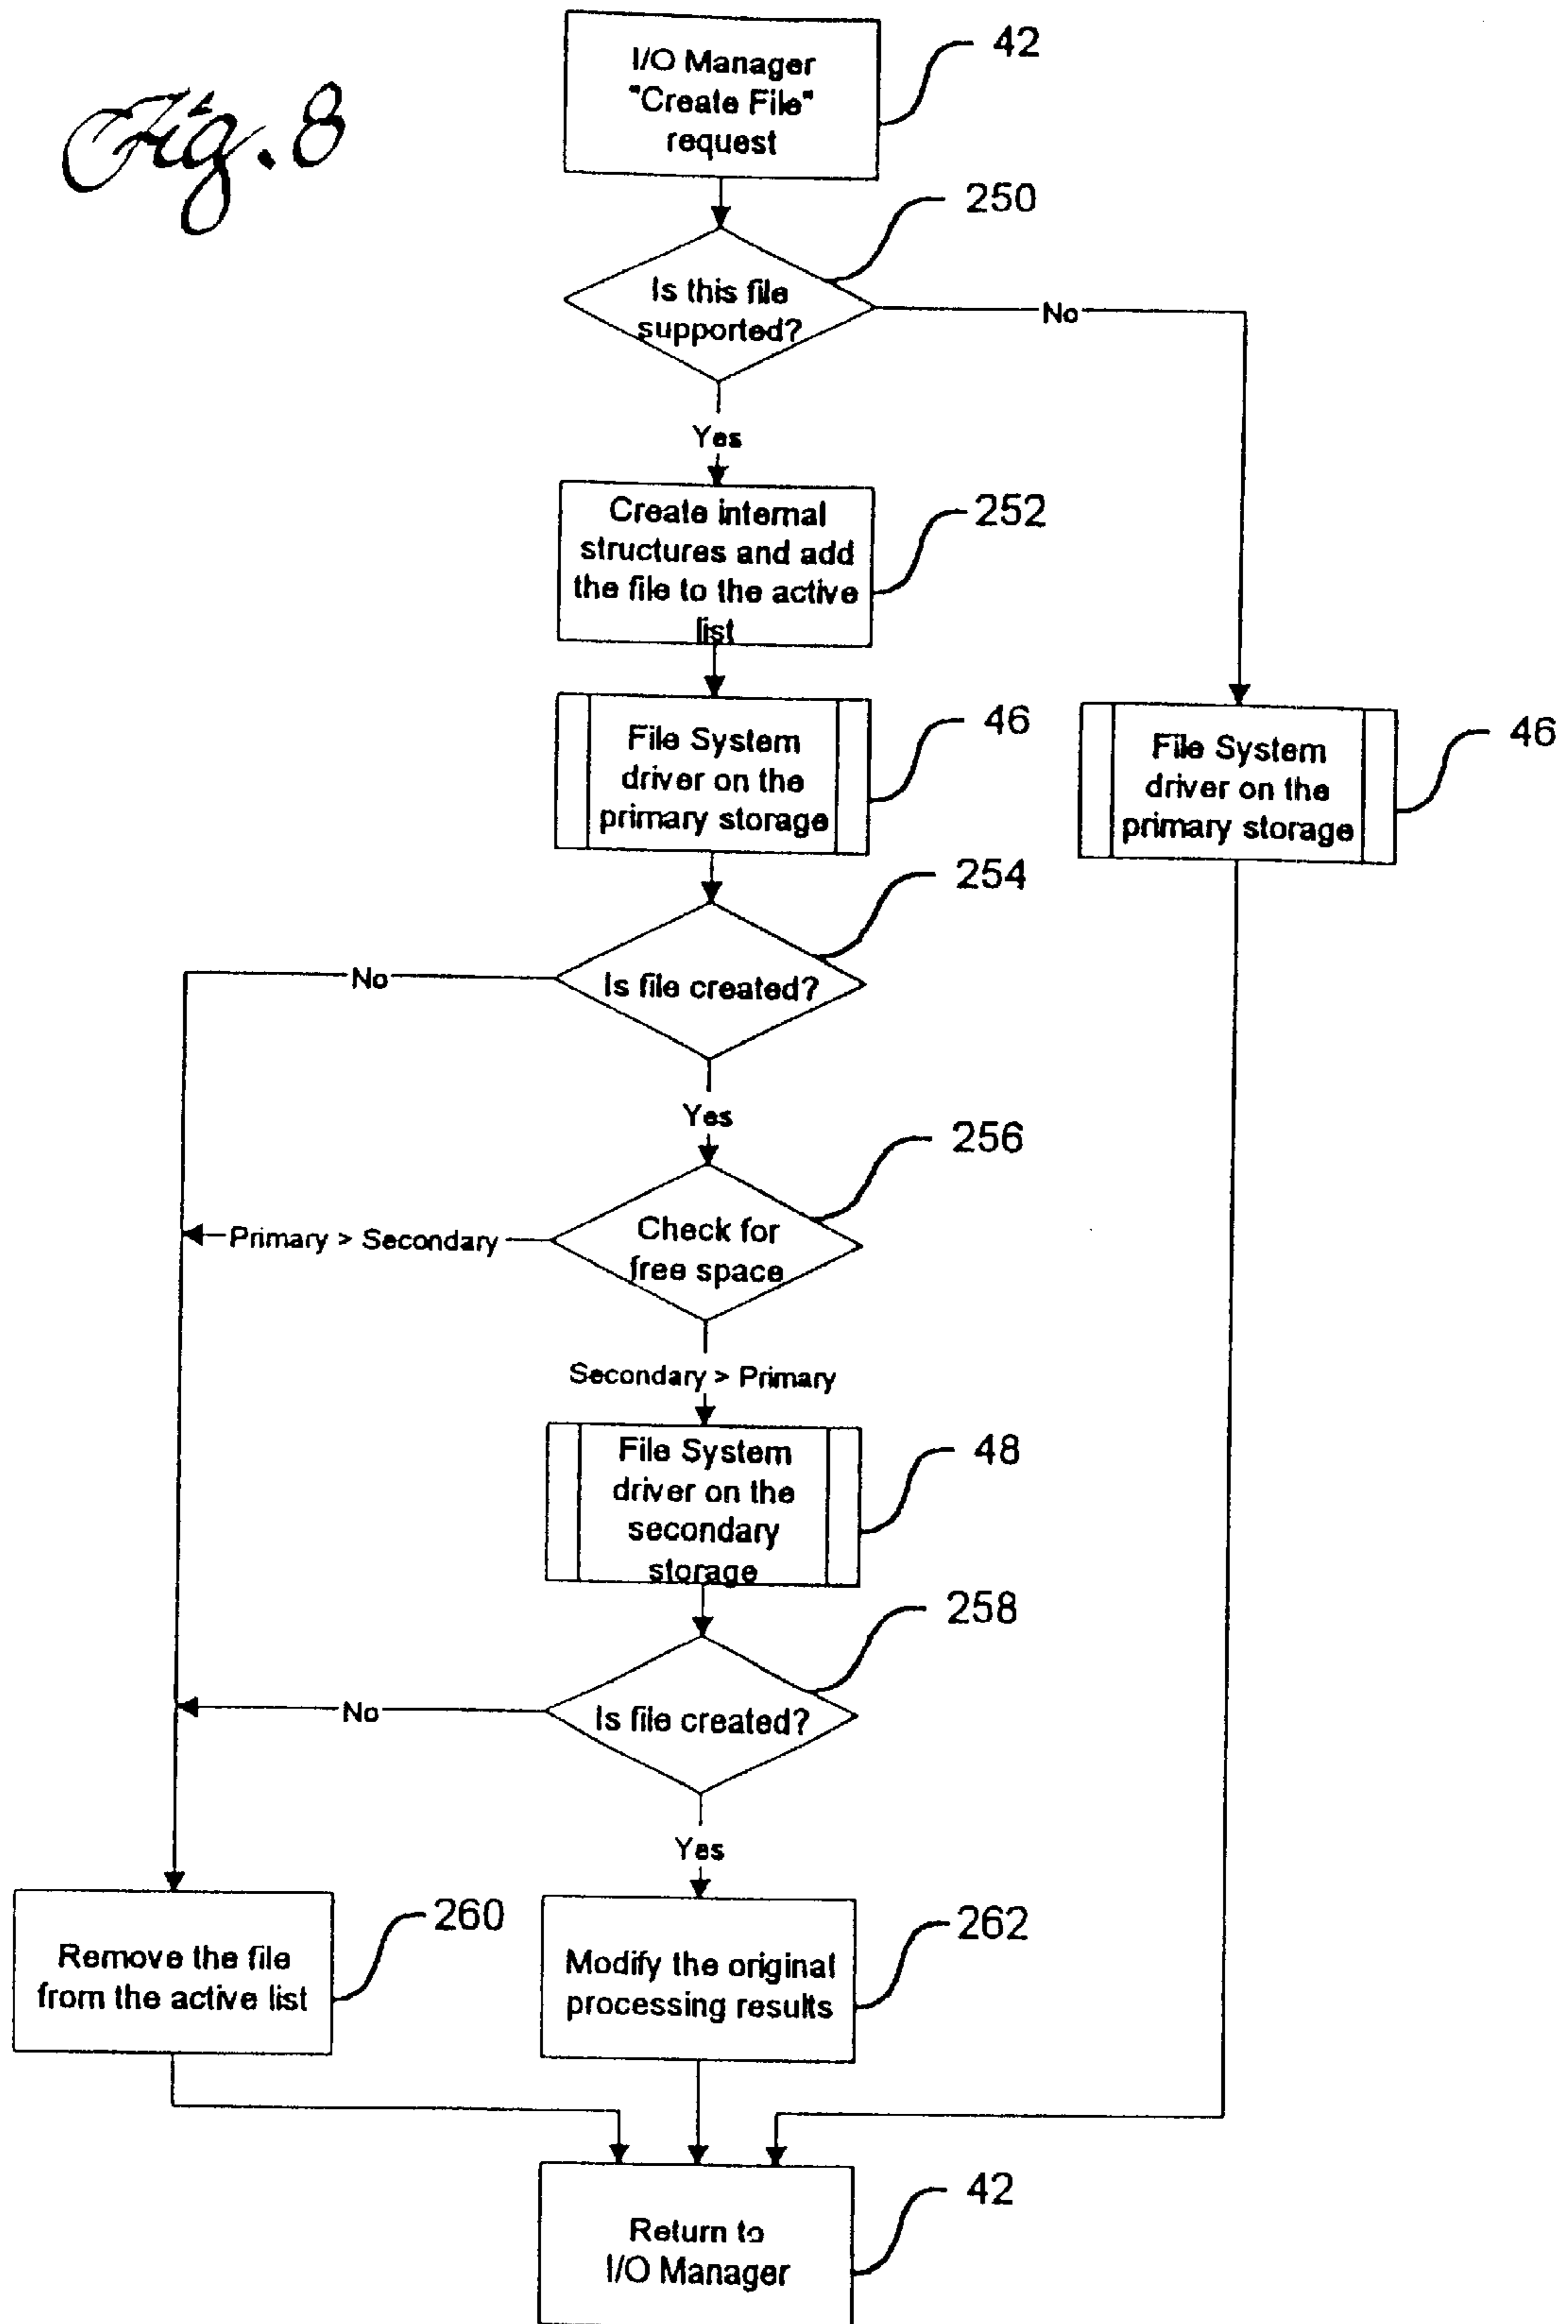 Fig. 8
I/O Manager
"Create File"
request
42
250
Is this file
supported?
No
Yes
Create internal
structures and add
the file to the active
list
252
File System
driver on the
primary storage
46
File System
driver on the
primary storage
46
254
Is file created?
No
Yes
256
Check for
free space
Primary > Secondary
Secondary > Primary
File System
driver on the
secondary
storage
48
258
Is file created?
No
Yes
Remove the file
from the active list
260
Modify the original
processing results
262
Return to
I/O Manager
42